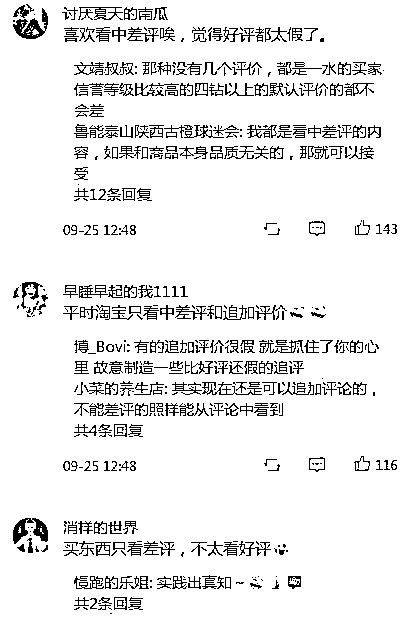 讨厌夏天的南瓜
喜欢看中差评唉，觉得好评都太假了。
文靖叔叔: 那种没有几个评价，都是一水的买家
信誉等级比较高的四钻以上的默认评价的都不
会差
鲁能泰山陕西古橙球迷会: 我都是看中差评的内
容，如果和商品本身品质无关的，那就可以接
受
共12条回复
09-25 12:48
143
早睡早起的我1111
平时淘宝只看中差评和追加评价
博_Bovi: 有的追加评价很假 就是抓住了你的心
里 故意制造一些比好评还假的追评
小菜的养生店: 其实现在还是可以追加评论的，
不能差评的照样能从评论中看到
共4条回复
09-25 12:48
116
消样的世界
买东西只看差评，不太看好评
慢跑的乐姐: 实践出真知~
共2条回复